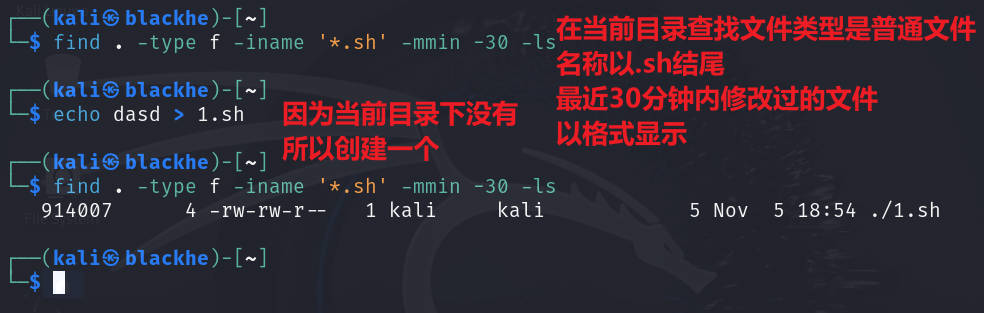 ┌──(kali㉿blackhe)-[~]
└─$ find . -type f -iname '*.sh' -mmin -30 -ls
在当前目录查找文件类型是普通文件
名称以.sh结尾
最近30分钟内修改过的文件
以格式显示
┌──(kali㉿blackhe)-[~]
└─$ echo dasd > 1.sh
因为当前目录下没有
所以创建一个
┌──(kali㉿blackhe)-[~]
└─$ find . -type f -iname '*.sh' -mmin -30 -ls
914007 4 -rw-rw-r-- 1 kali kali 5 Nov 5 18:54 ./1.sh
┌──(kali㉿blackhe)-[~]
└─$